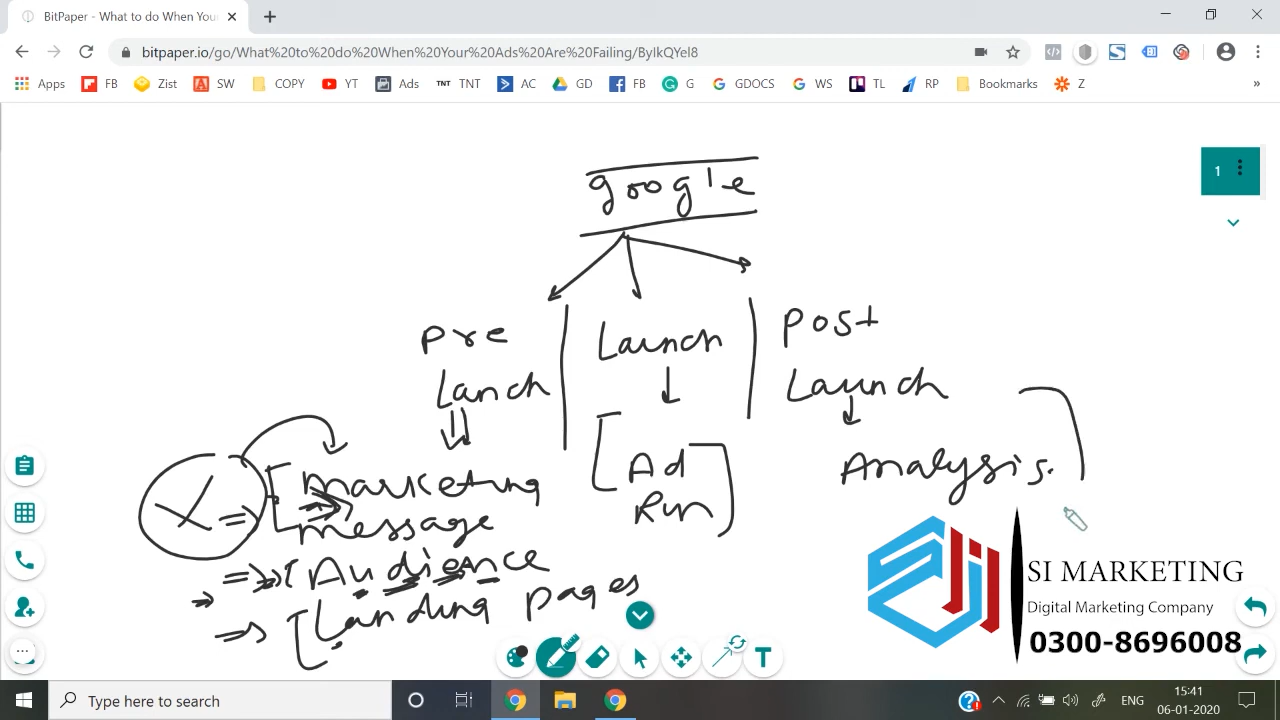 BitPaper - What to do When Your
bitpaper.io/go/What%20to%20do%20When%20Your%20Ads%20Are%20Failing/BylkQYel8
Apps FB Zist SW COPY YT Ads TNT TNT AC GD FB G GDOCS WS TL RP Bookmarks Z »
1
google
Pre
Lanch
Launch
Post
Launch
Marketing
message
Audience
Landing pages
Ad
Run
Analysis.
SI MARKETING
Digital Marketing Company
0300-8696008
T
Type here to search
ENG
15:41
06-01-2020